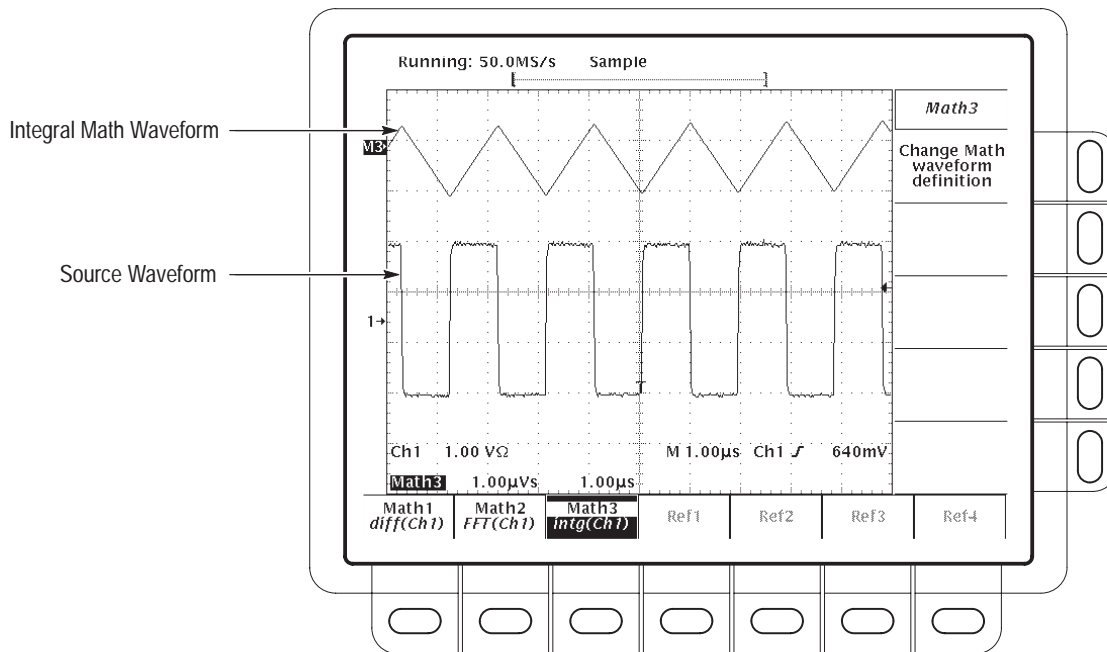 Running: 50.0MS/s Sample
Integral Math Waveform
M3
Math3
Change Math
waveform
definition
Source Waveform
1
T
Ch1 1.00 VΩ M 1.00µs Ch1 640mV
Math3 1.00µVs 1.00µs
Math1
diff(Ch1)
Math2
FFT(Ch1)
Math3
intg(Ch1)
Ref1
Ref2
Ref3
Ref4